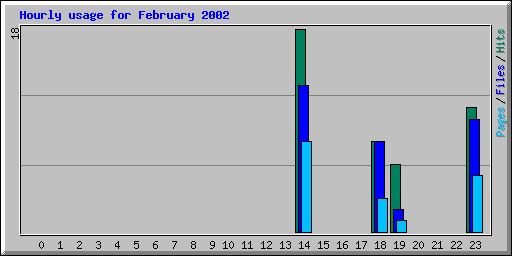 Hourly usage for February 2002
18
Pages / Files / Hits
0 1 2 3 4 5 6 7 8 9 10 11 12 13 14 15 16 17 18 19 20 21 22 23